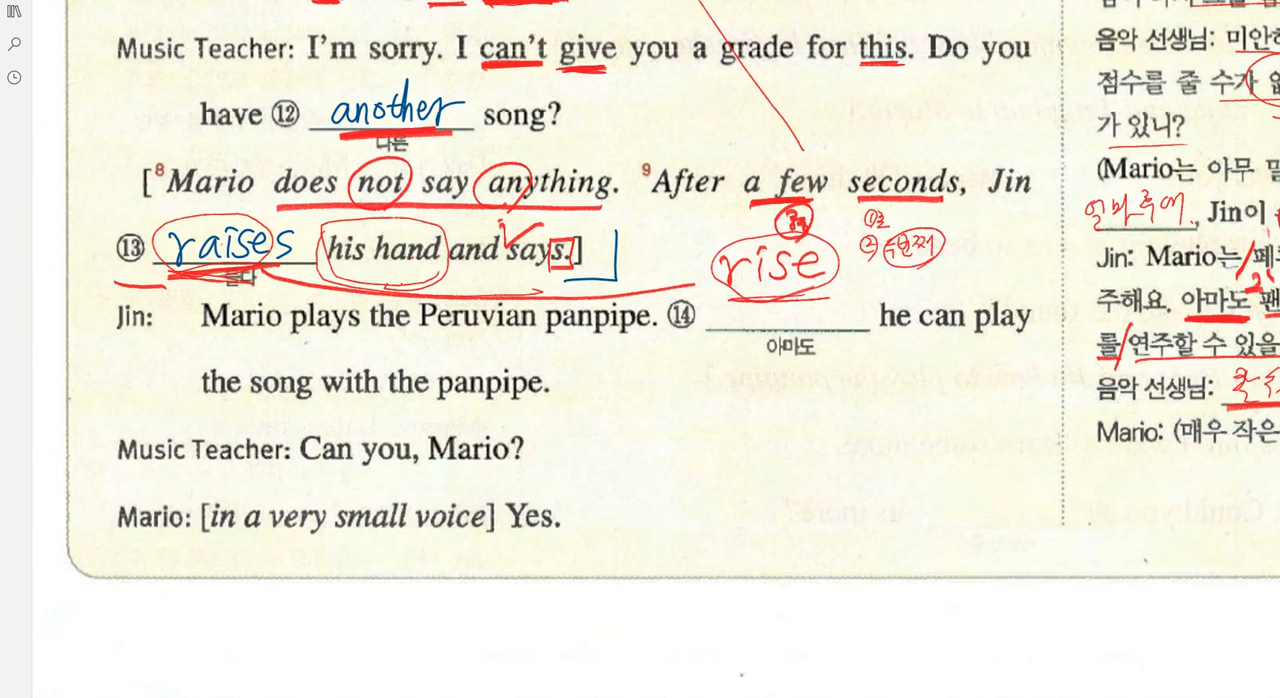 Music Teacher: I'm sorry. I can't give you a grade for this. Do you
have ⑫ another song?
다른
[⁸Mario does not say anything. ⁹After a few seconds, Jin
⑬ raises his hand and says.]
들다
rise
①
②
Jin: Mario plays the Peruvian panpipe. ⑭ ________ he can play
아마도
the song with the panpipe.
Music Teacher: Can you, Mario?
Mario: [in a very small voice] Yes.
음악 선생님: 미안
점수를 줄 수가
가 있니?
(Mario는 아무
Jin이
Jin: Mario는
주해요. 아마도 팬
를 연주할 수 있을
음악 선생님:
Mario: (매우 작은